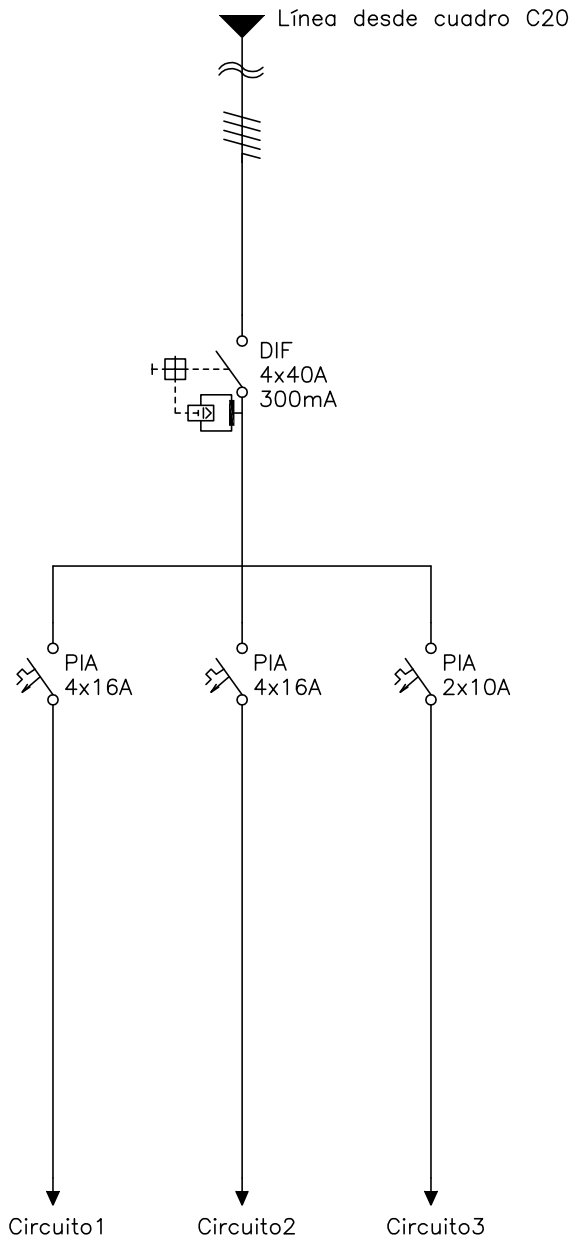 Línea desde cuadro C20
DIF
4x40A
300mA
PIA
4x16A
PIA
4x16A
PIA
2x10A
Circuito1
Circuito2
Circuito3